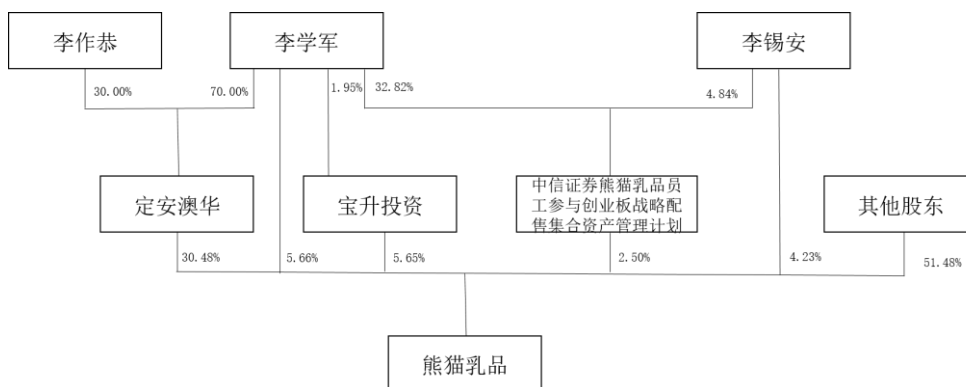 李作恭
李学军
李锡安
30.00%
70.00%
1.95%
32.82%
4.84%
定安澳华
宝升投资
中信证券熊猫乳品员
工参与创业板战略配
售集合资产管理计划
其他股东
30.48%
5.66%
5.65%
2.50%
4.23%
51.48%
熊猫乳品